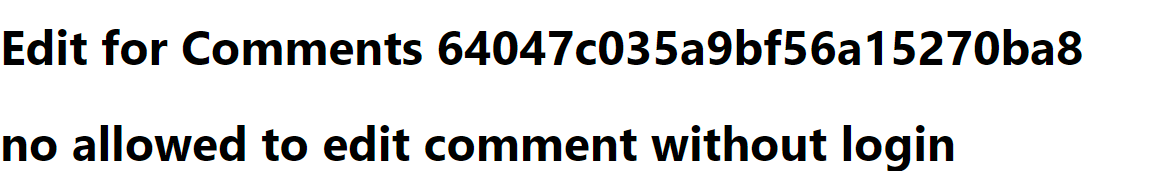 Edit for Comments 64047c035a9bf56a15270ba8
no allowed to edit comment without login